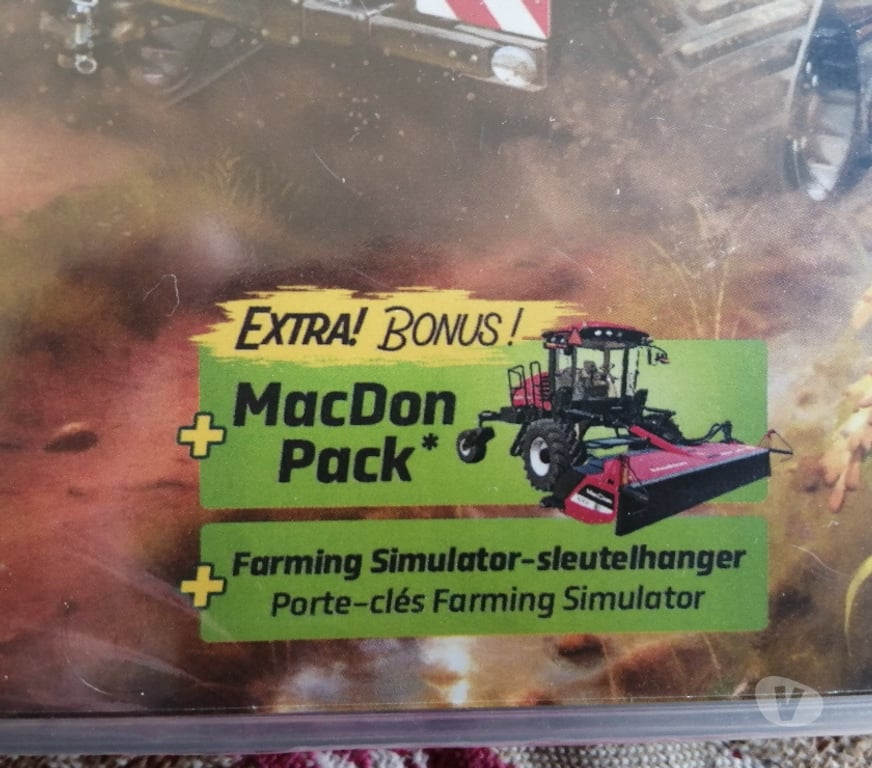 EXTRA! BONUS!
+ MacDon
Pack*
+ Farming Simulator-sleutelhanger
Porte-clés Farming Simulator
V